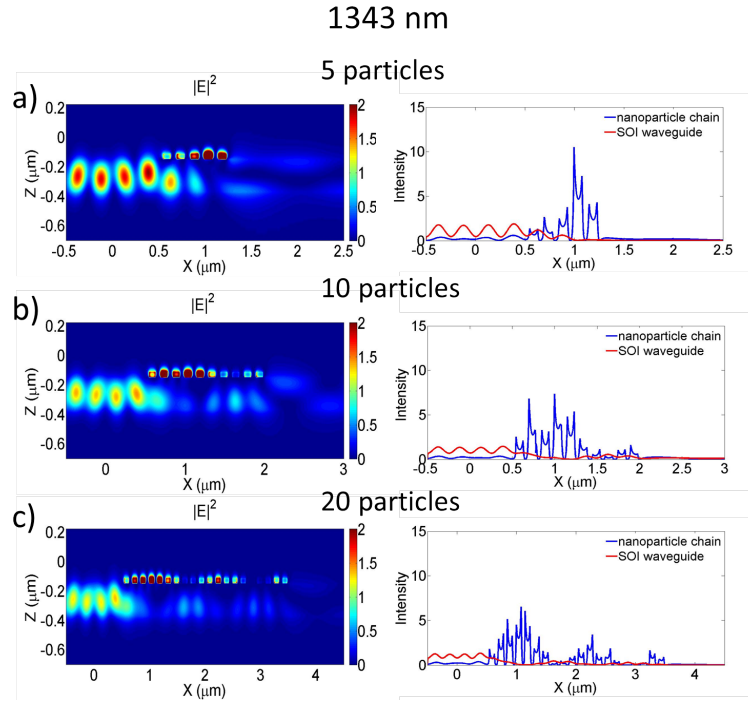 1343 nm
5 particles
a)
|E|²
0.2
0
-0.2
-0.4
-0.6
Z (μm)
-0.5 0 0.5 1 1.5 2 2.5
X (μm)
2
1.5
1
0.5
0
15
10
5
0
Intensity
nanoparticle chain
SOI waveguide
-0.5 0 0.5 1 1.5 2 2.5
X (μm)
10 particles
b)
|E|²
0.2
0
-0.2
-0.4
-0.6
Z (μm)
0 1 2 3
X (μm)
2
1.5
1
0.5
0
15
10
5
0
Intensity
nanoparticle chain
SOI waveguide
-0.5 0 0.5 1 1.5 2 2.5 3
X (μm)
20 particles
c)
|E|²
0.2
0
-0.2
-0.4
-0.6
Z (μm)
0 1 2 3 4
X (μm)
2
1.5
1
0.5
0
15
10
5
0
Intensity
nanoparticle chain
SOI waveguide
0 1 2 3 4
X (μm)